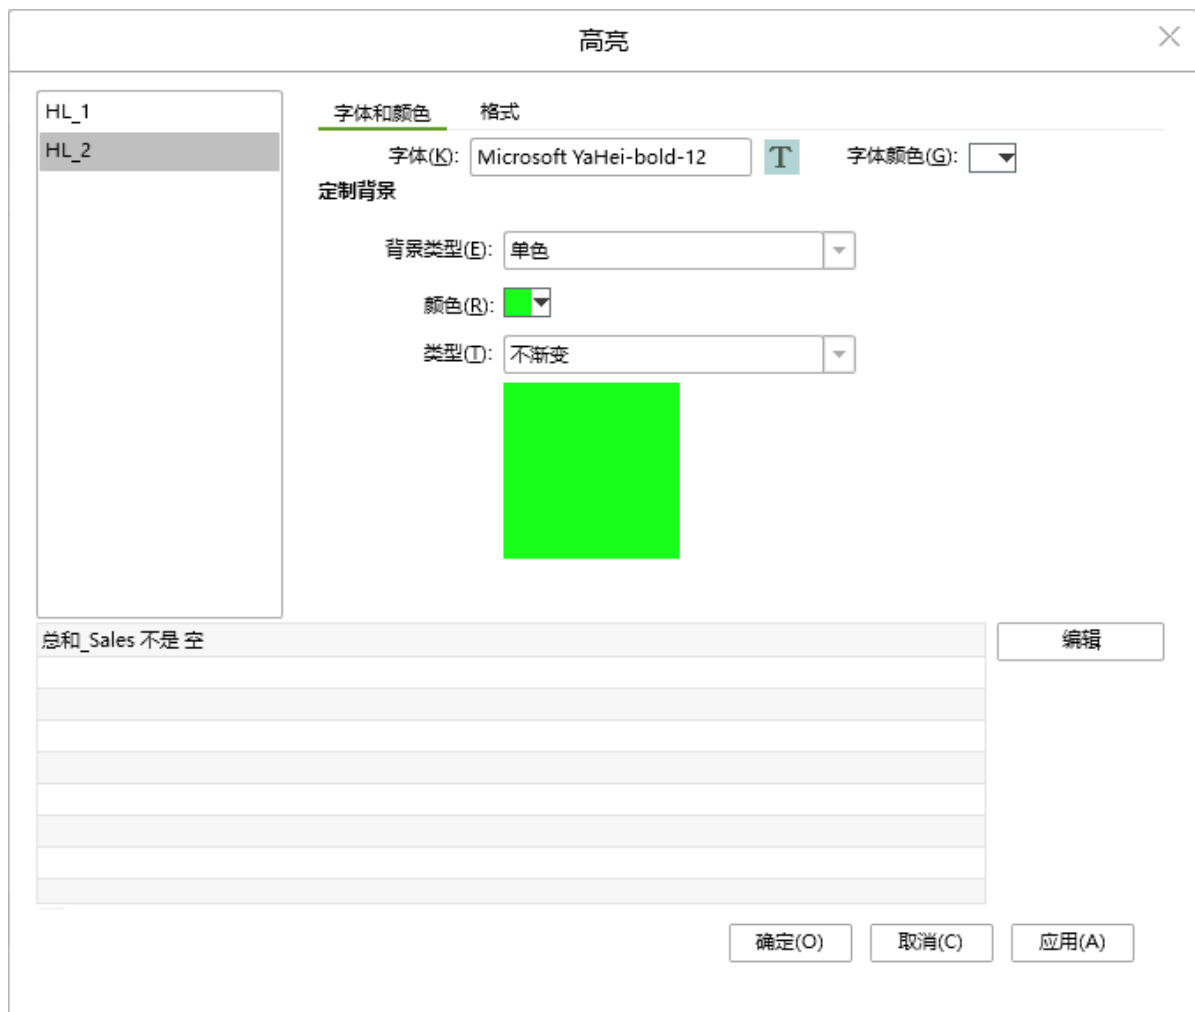 高亮
HL_1
HL_2
字体和颜色 格式
字体(K): Microsoft YaHei-bold-12 T 字体颜色(G):
定制背景
背景类型(E): 单色
颜色(R):
类型(T): 不渐变
总和_Sales 不是 空
编辑
确定(O) 取消(C) 应用(A)